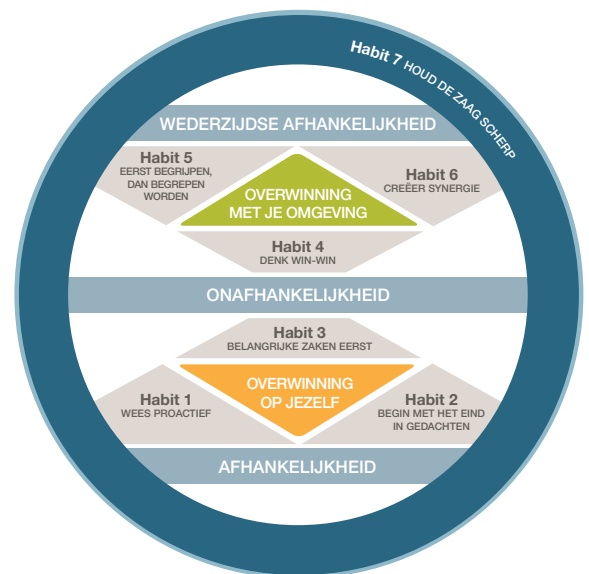 Habit 7 HOUD DE ZAAG SCHERP
WEDERZIJDSE AFHANKELIJKHEID
Habit 5
EERST BEGRIJPEN,
DAN BEGREPEN
WORDEN
OVERWINNING
MET JE OMGEVING
Habit 6
CREËER SYNERGIE
Habit 4
DENK WIN-WIN
ONAFHANKELIJKHEID
Habit 3
BELANGRIJKE ZAKEN EERST
Habit 1
WEES PROACTIEF
OVERWINNING
OP JEZELF
Habit 2
BEGIN MET HET EIND
IN GEDACHTEN
AFHANKELIJKHEID